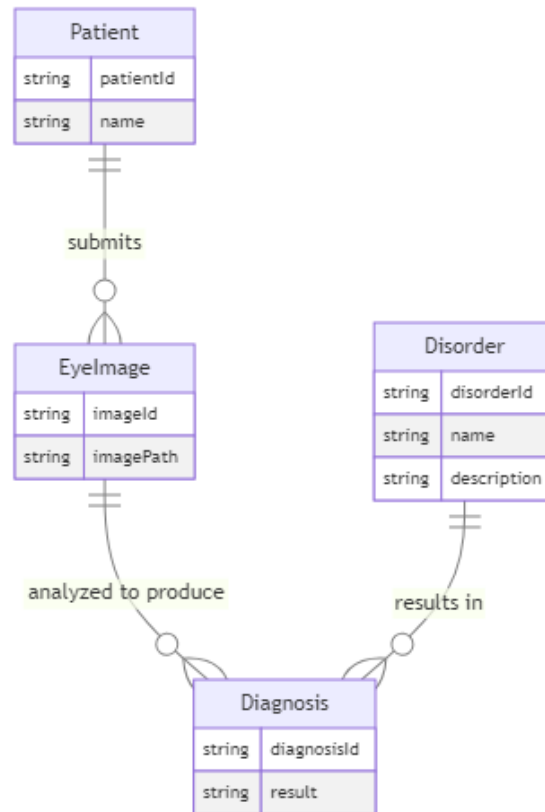 Patient
string patientId
string name
submits
EyeImage
string imageId
string imagePath
Disorder
string disorderId
string name
string description
analyzed to produce
results in
Diagnosis
string diagnosisId
string result